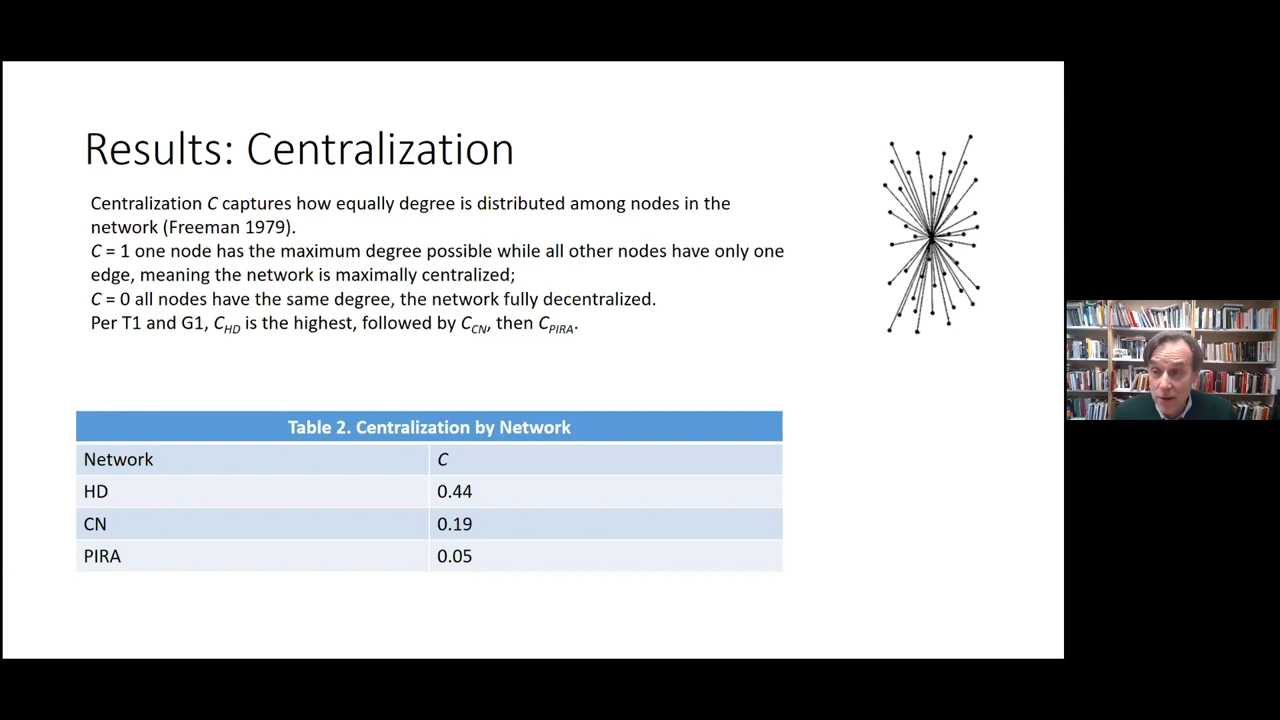 Results: Centralization
Centralization C captures how equally degree is distributed among nodes in the
network (Freeman 1979).
C = 1 one node has the maximum degree possible while all other nodes have only one
edge, meaning the network is maximally centralized;
C = 0 all nodes have the same degree, the network fully decentralized.
Per T1 and G1, CHD is the highest, followed by CCN, then CPIRA.
Table 2. Centralization by Network
Network C
HD 0.44
CN 0.19
PIRA 0.05